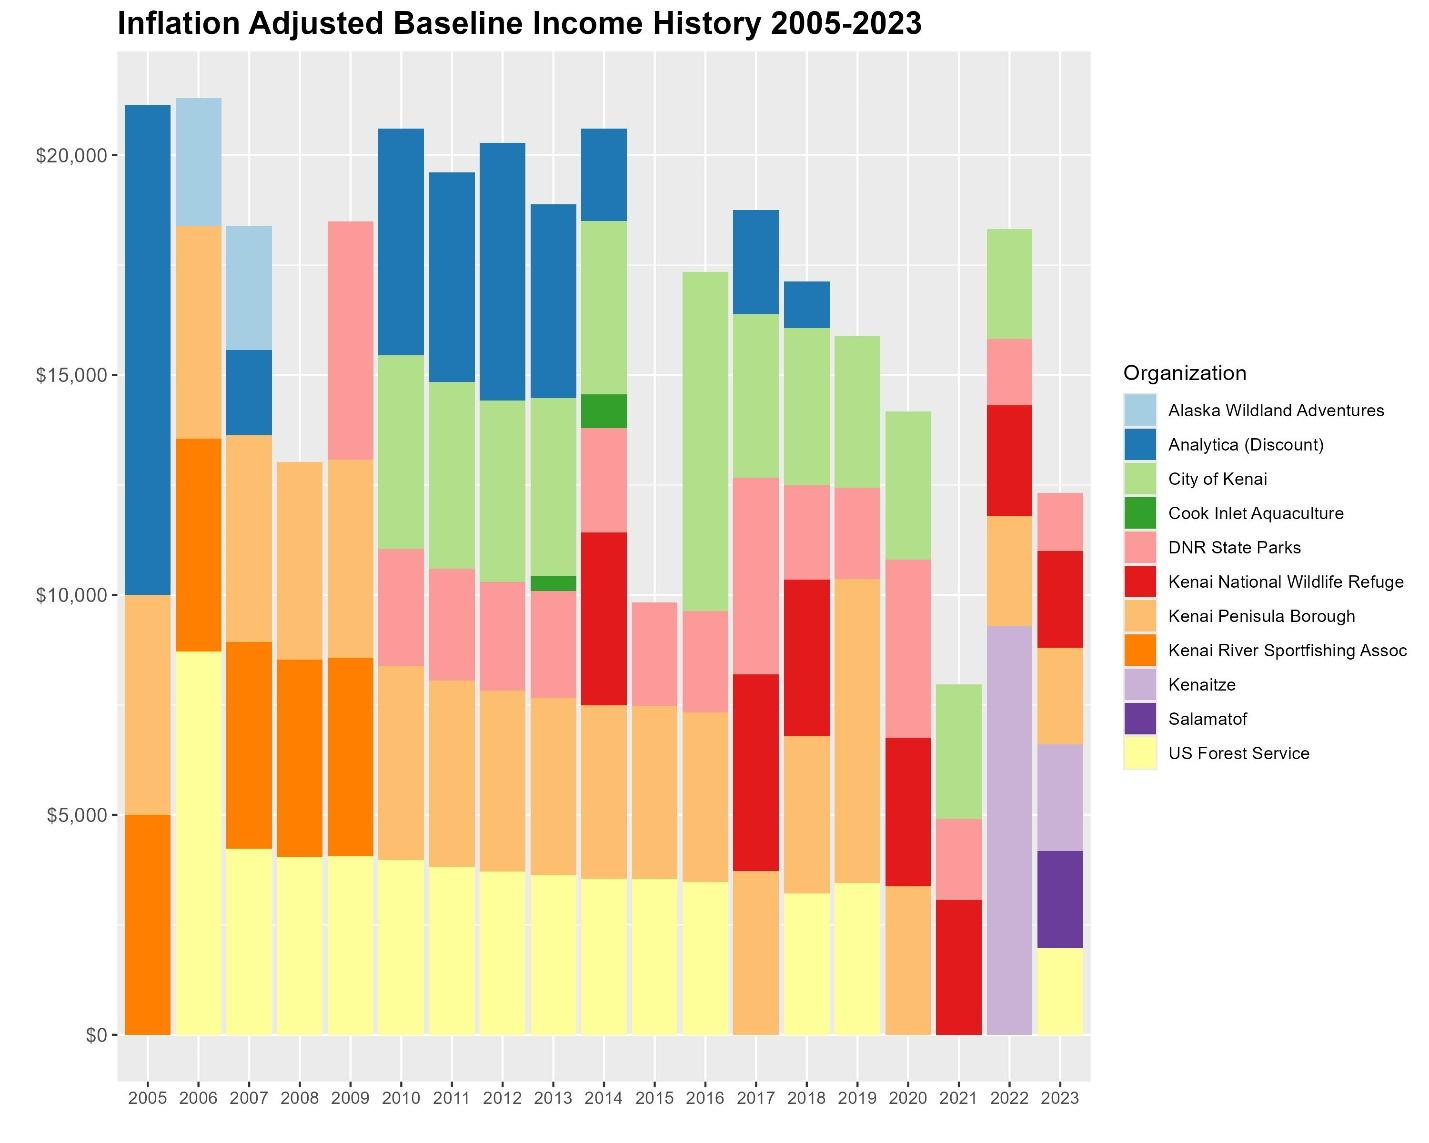 Inflation Adjusted Baseline Income History 2005-2023
$20,000
$15,000
$10,000
$5,000
$0
2005 2006 2007 2008 2009 2010 2011 2012 2013 2014 2015 2016 2017 2018 2019 2020 2021 2022 2023
Organization
Alaska Wildland Adventures
Analytica (Discount)
City of Kenai
Cook Inlet Aquaculture
DNR State Parks
Kenai National Wildlife Refuge
Kenai Penisula Borough
Kenai River Sportfishing Assoc
Kenaitze
Salamatof
US Forest Service